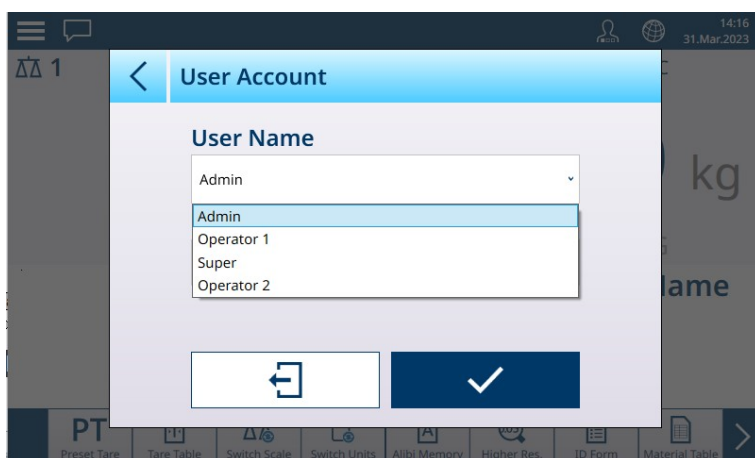 14:16
31.Mar.2023
1
User Account
User Name
Admin
Admin
Operator 1
Super
Operator 2
kg
ame
PT
Preset Tare
Tare Table
Switch Scale
Switch Units
Alibi Memory
Higher Res.
ID Form
Material Table